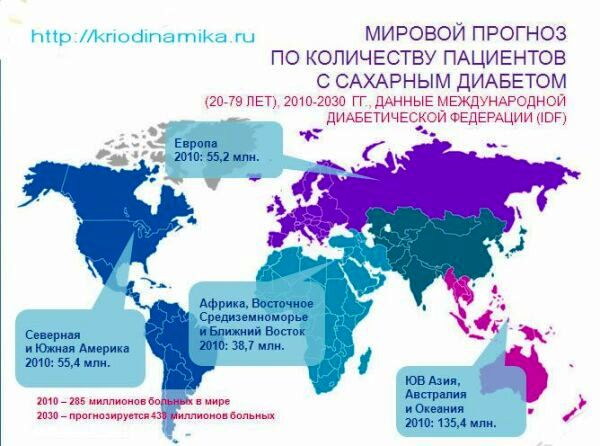 http://kriodinamika.ru
МИРОВОЙ ПРОГНОЗ
ПО КОЛИЧЕСТВУ ПАЦИЕНТОВ
С САХАРНЫМ ДИАБЕТОМ
(20-79 ЛЕТ), 2010-2030 ГГ., ДАННЫЕ МЕЖДУНАРОДНОЙ
ДИАБЕТИЧЕСКОЙ ФЕДЕРАЦИИ (IDF)
Европа
2010: 55,2 млн.
Африка, Восточное
Средиземноморье
и Ближний Восток
2010: 38,7 млн.
Северная
и Южная Америка
2010: 55,4 млн.
ЮВ Азия,
Австралия
и Океания
2010: 135,4 млн.
2010 – 285 миллионов больных в мире
2030 – прогнозируется 438 миллионов больных